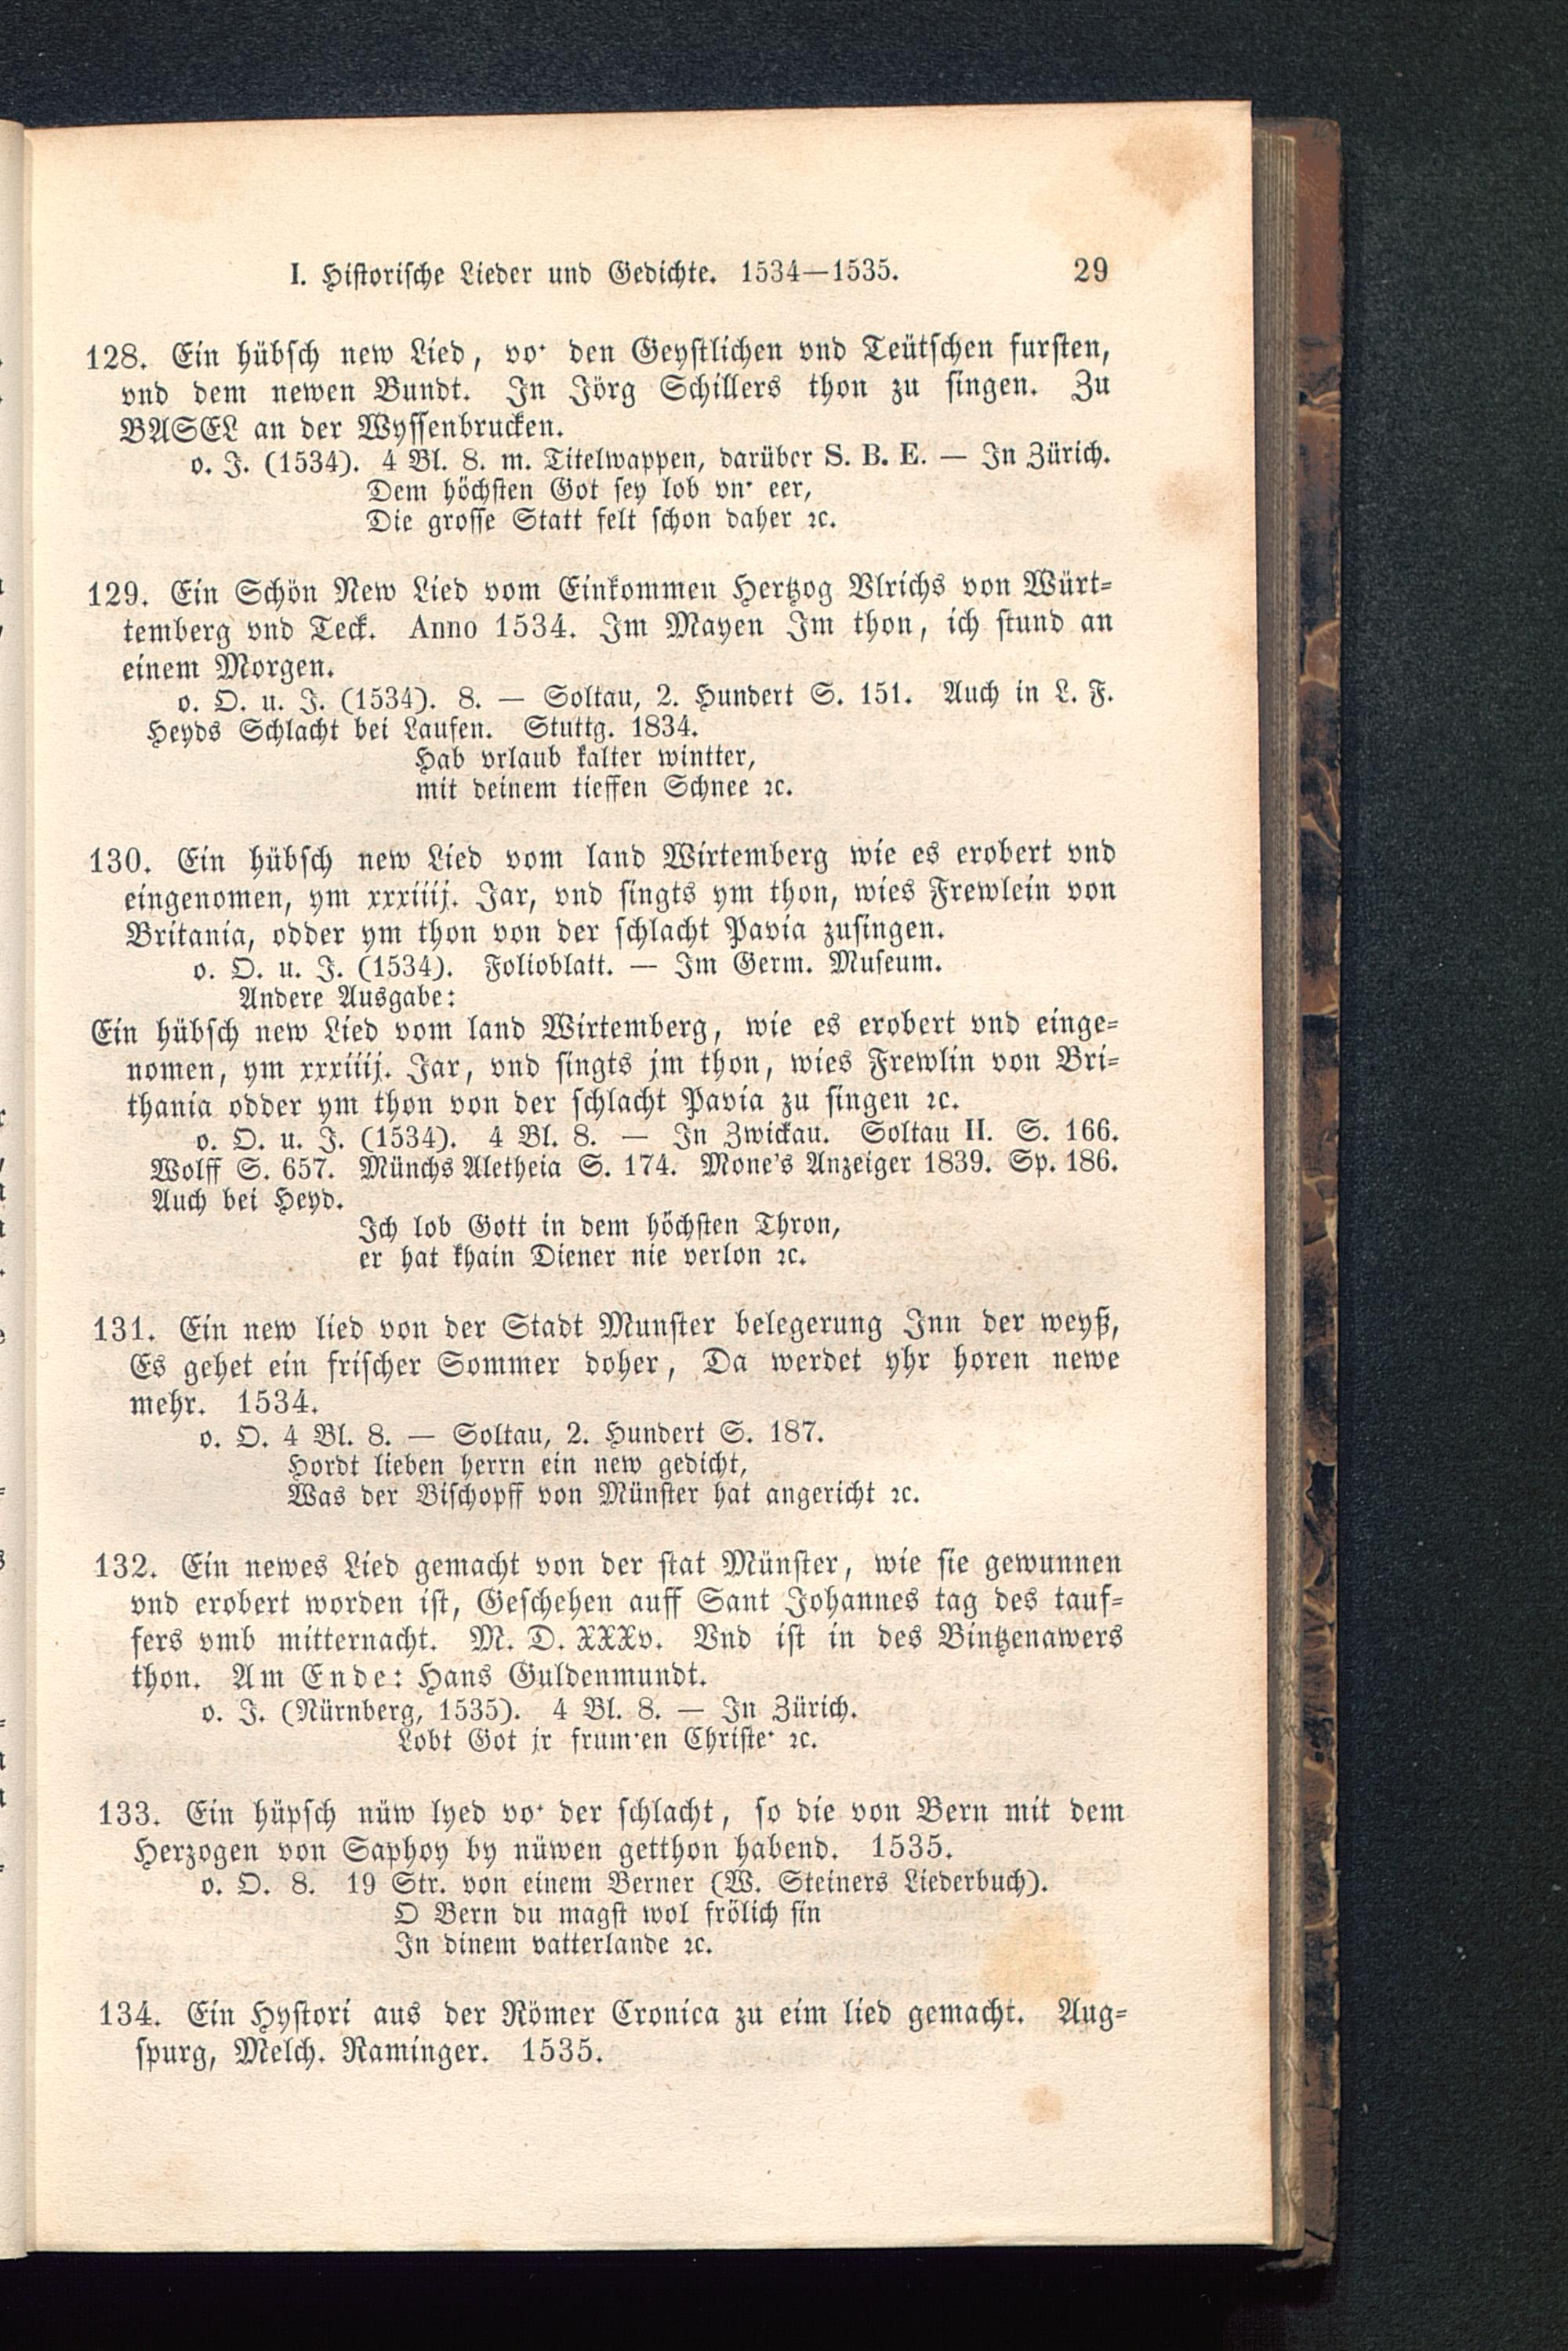 I. Historische Lieder und Gedichte. 1534—1535. 29
128. Ein hübsch new Lied, vo· den Geystlichen vnd Teütschen fursten,
vnd dem newen Bundt. In Jörg Schillers thon zu singen. Zu
BASEL an der Wyssenbrucken.
o. J. (1534). 4 Bl. 8. m. Titelwappen, darüber S. B. E. — In Zürich.
Dem höchsten Got sey lob vn· eer,
Die grosse Statt felt schon daher ꝛc.
129. Ein Schön New Lied vom Einkommen Hertzog Vlrichs von Würt-
temberg vnd Teck. Anno 1534. Im Mayen Im thon, ich stund an
einem Morgen.
o. O. u. J. (1534). 8. — Soltau, 2. Hundert S. 151. Auch in L. F.
Heyds Schlacht bei Laufen. Stuttg. 1834.
Hab vrlaub kalter wintter,
mit deinem tieffen Schnee ꝛc.
130. Ein hübsch new Lied vom land Wirtemberg wie es erobert vnd
eingenomen, ym xxxiiij. Jar, vnd singts ym thon, wies Frewlein von
Britania, odder ym thon von der schlacht Pavia zusingen.
o. O. u. J. (1534). Folioblatt. — Im Germ. Museum.
Andere Ausgabe:
Ein hübsch new Lied vom land Wirtemberg, wie es erobert vnd einge-
nomen, ym xxxiiij. Jar, vnd singts jm thon, wies Frewlin von Bri-
thania odder ym thon von der schlacht Pavia zu singen ꝛc.
o. O. u. J. (1534). 4 Bl. 8. — In Zwickau. Soltau II. S. 166.
Wolff S. 657. Münchs Aletheia S. 174. Mone's Anzeiger 1839. Sp. 186.
Auch bei Heyd.
Ich lob Gott in dem höchsten Thron,
er hat khain Diener nie verlon ꝛc.
131. Ein new lied von der Stadt Munster belegerung Inn der weyß,
Es gehet ein frischer Sommer doher, Da werdet yhr horen newe
mehr. 1534.
o. O. 4 Bl. 8. — Soltau, 2. Hundert S. 187.
Hordt lieben herrn ein new gedicht,
Was der Bischopff von Münster hat angericht ꝛc.
132. Ein newes Lied gemacht von der stat Münster, wie sie gewunnen
vnd erobert worden ist, Geschehen auff Sant Johannes tag des tauf-
fers vmb mitternacht. M. D. XXXv. Vnd ist in des Bintzenawers
thon. Am Ende: Hans Guldenmundt.
o. J. (Nürnberg, 1535). 4 Bl. 8. — In Zürich.
Lobt Got jr frum·en Christe· ꝛc.
133. Ein hüpsch nüw lyed vo· der schlacht, so die von Bern mit dem
Herzogen von Saphoy by nüwen getthon habend. 1535.
o. O. 8. 19 Str. von einem Berner (W. Steiners Liederbuch).
O Bern du magst wol frölich sin
In dinem vatterlande ꝛc.
134. Ein Hystori aus der Römer Cronica zu eim lied gemacht. Aug-
spurg, Melch. Raminger. 1535.